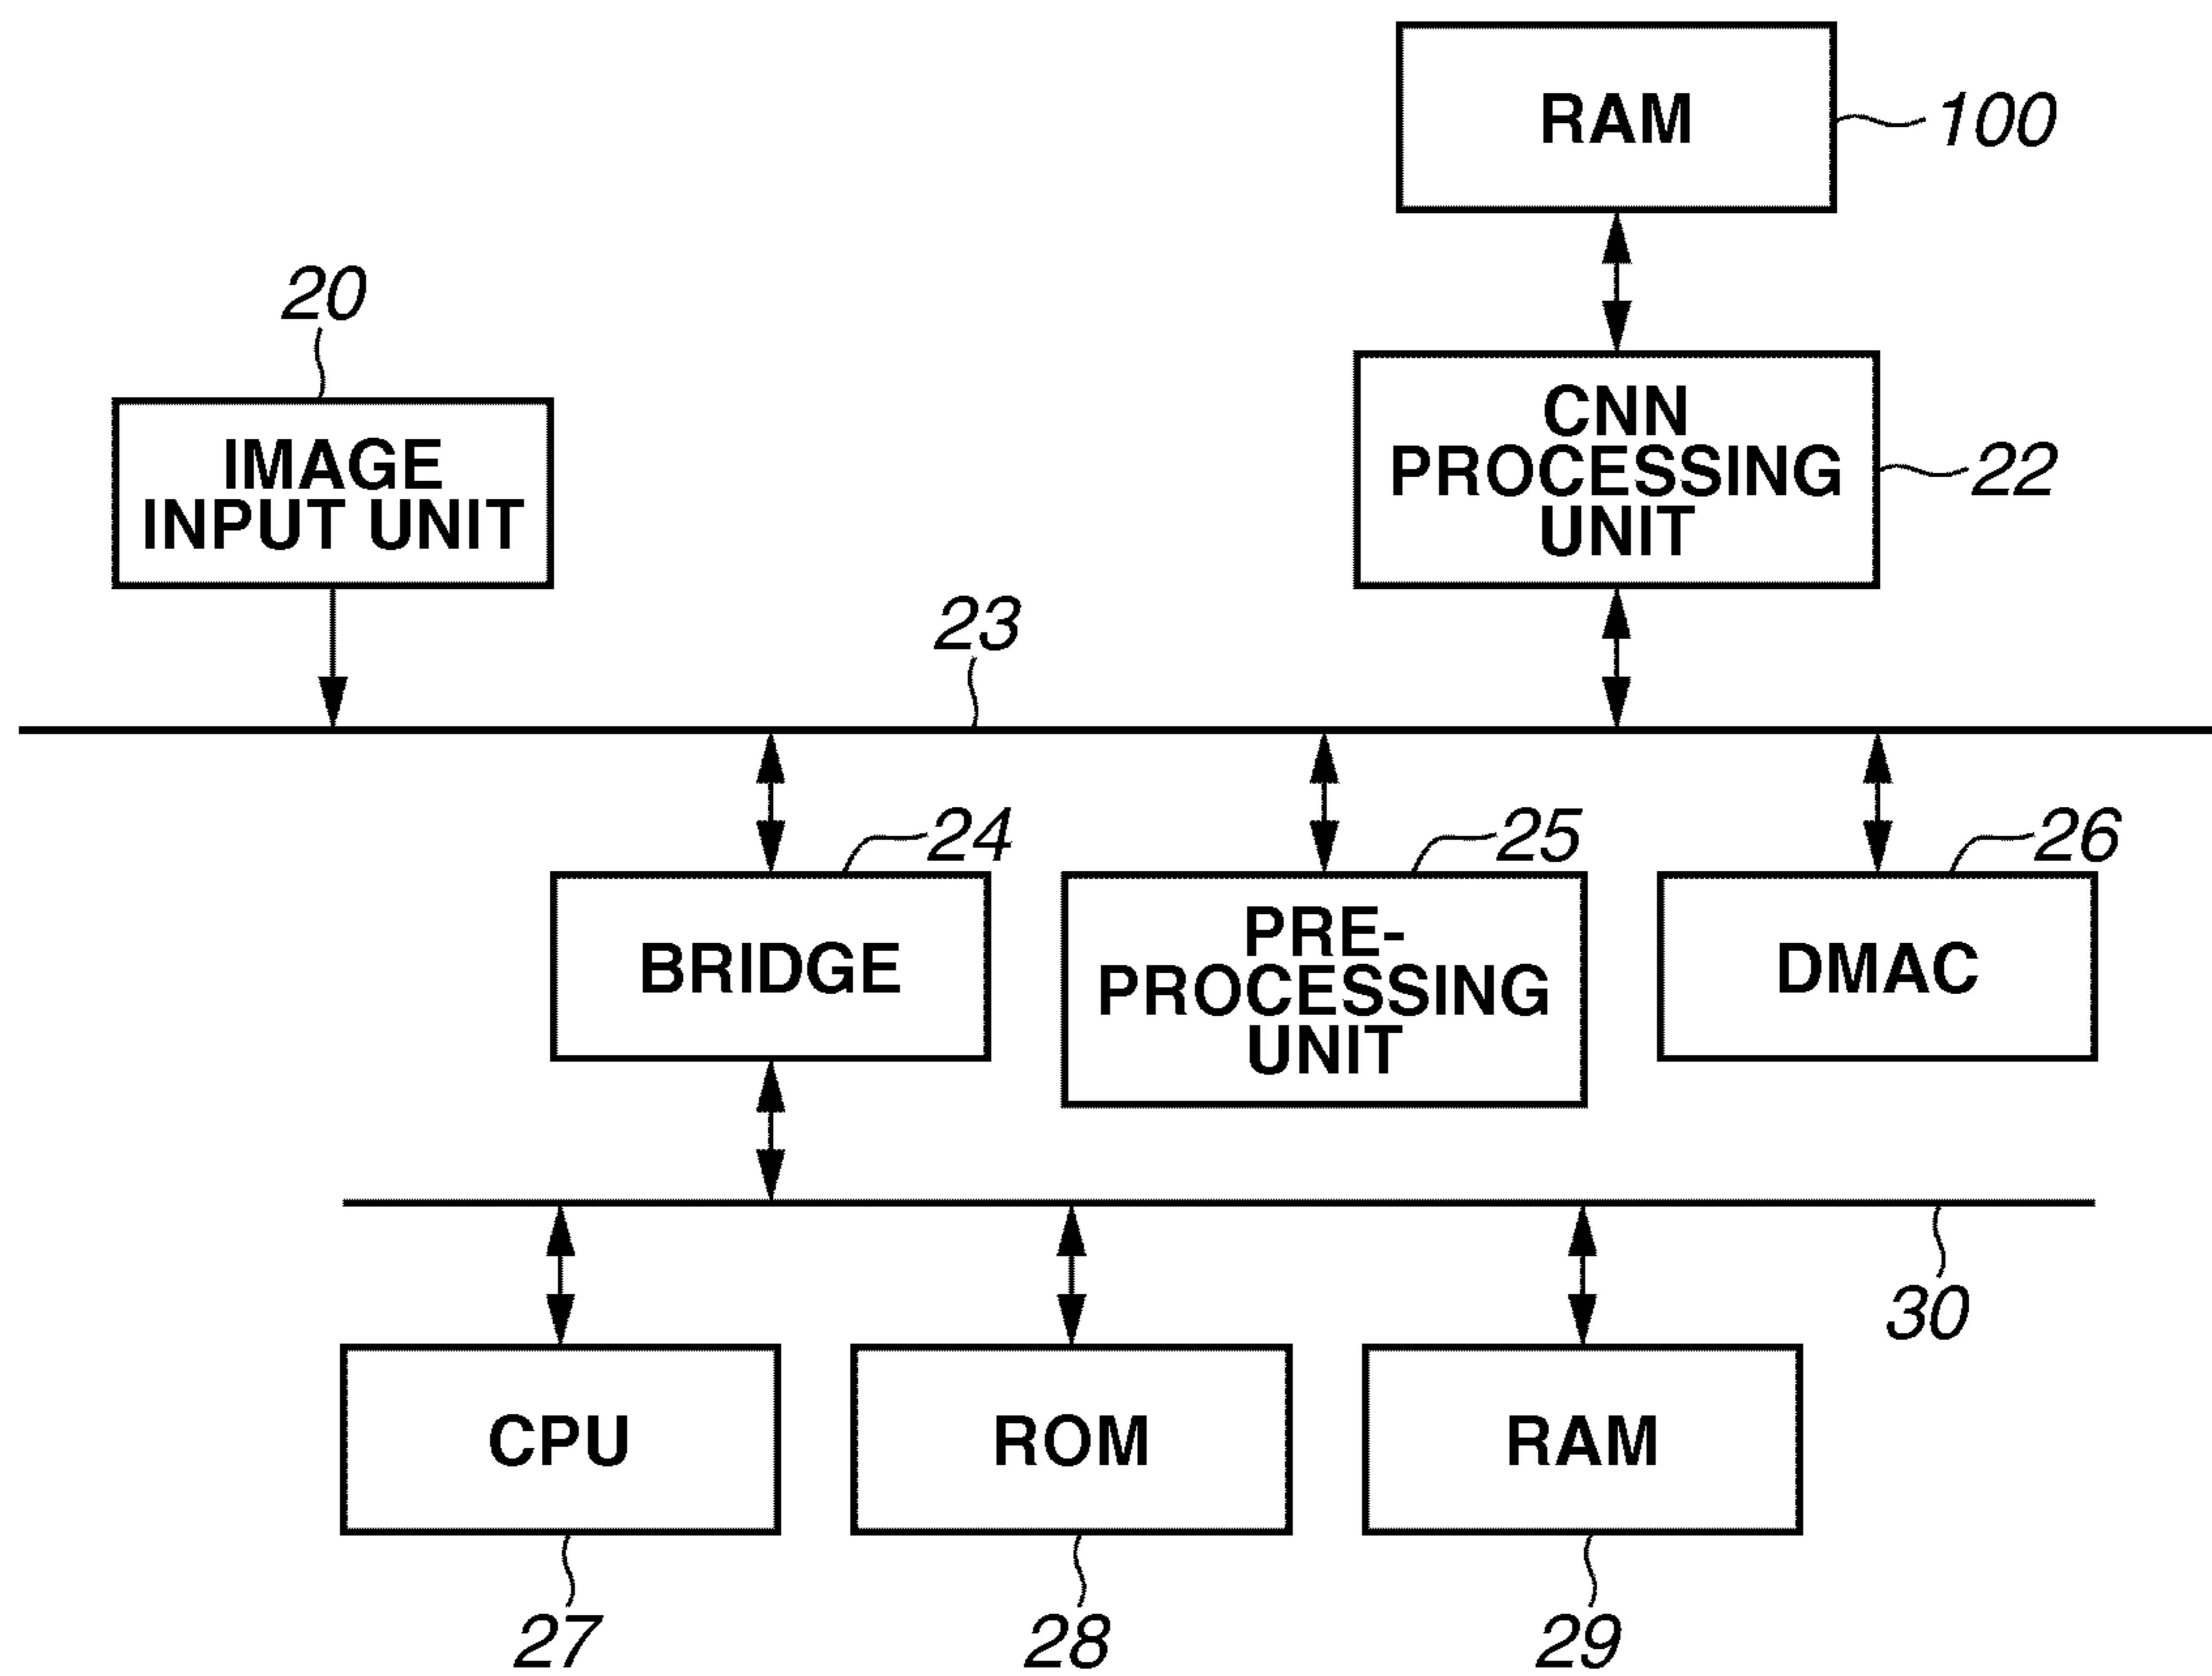 RAM
100
20
IMAGE
INPUT UNIT
CNN
PROCESSING
UNIT
22
23
24
25
26
BRIDGE
PRE-
PROCESSING
UNIT
DMAC
30
CPU
ROM
RAM
27
28
29